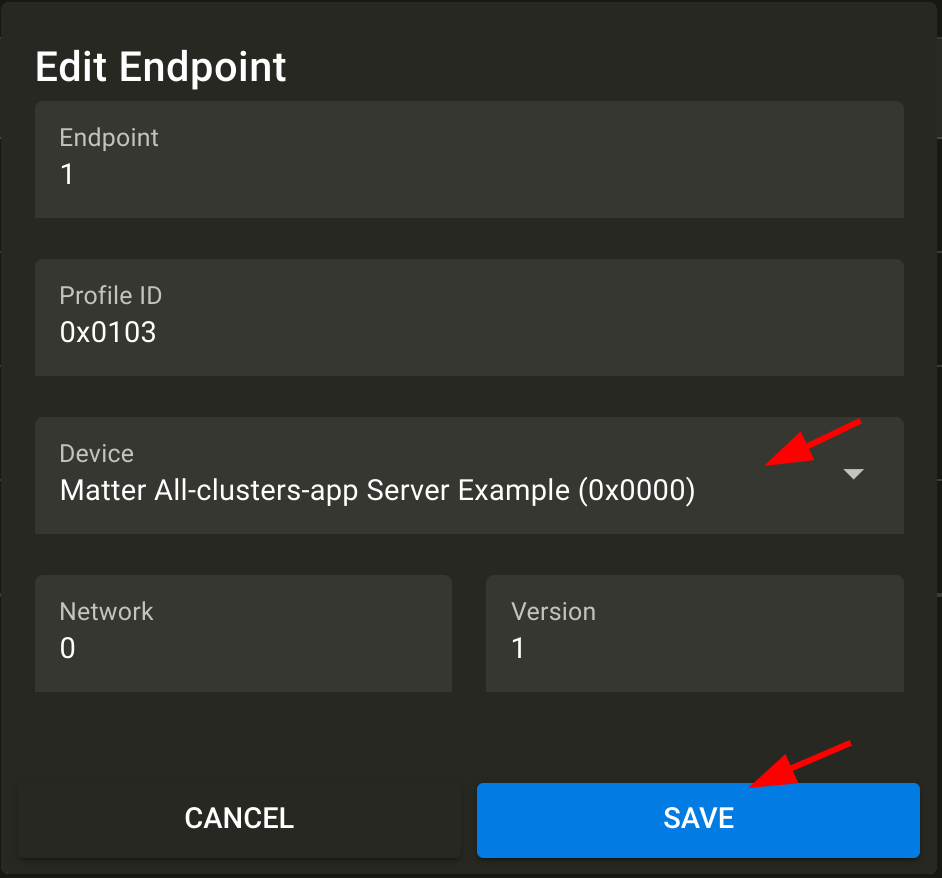 Edit Endpoint
Endpoint
1
Profile ID
0x0103
Device
Matter All-clusters-app Server Example (0x0000)
Network
0
Version
1
CANCEL
SAVE